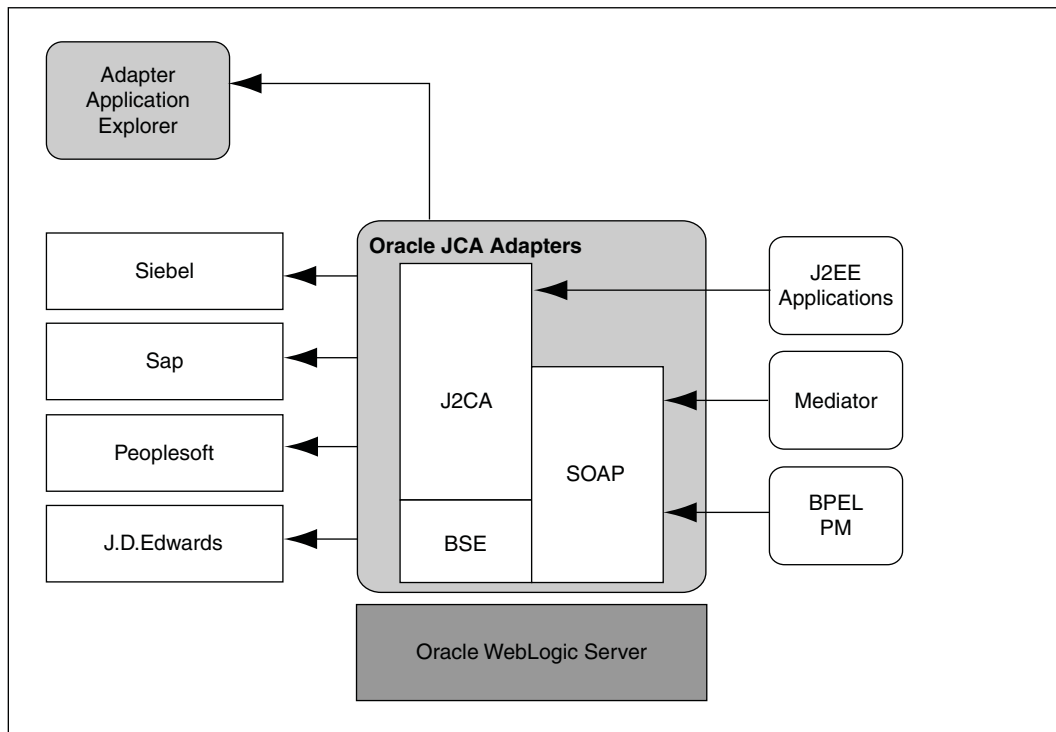 Adapter
Application
Explorer
Oracle JCA Adapters
Siebel
Sap
Peoplesoft
J.D.Edwards
J2CA
BSE
SOAP
J2EE
Applications
Mediator
BPEL
PM
Oracle WebLogic Server